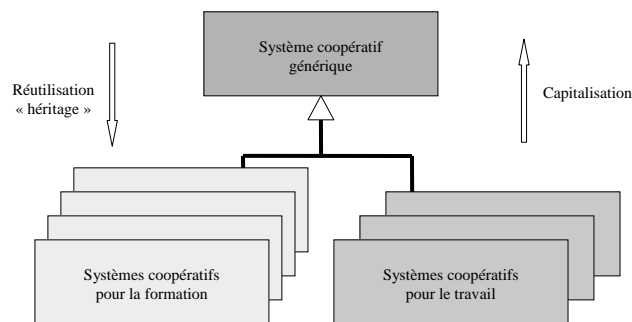 Système coopératif
générique
Réutilisation
« héritage »
Capitalisation
Systèmes coopératifs
pour la formation
Systèmes coopératifs
pour le travail